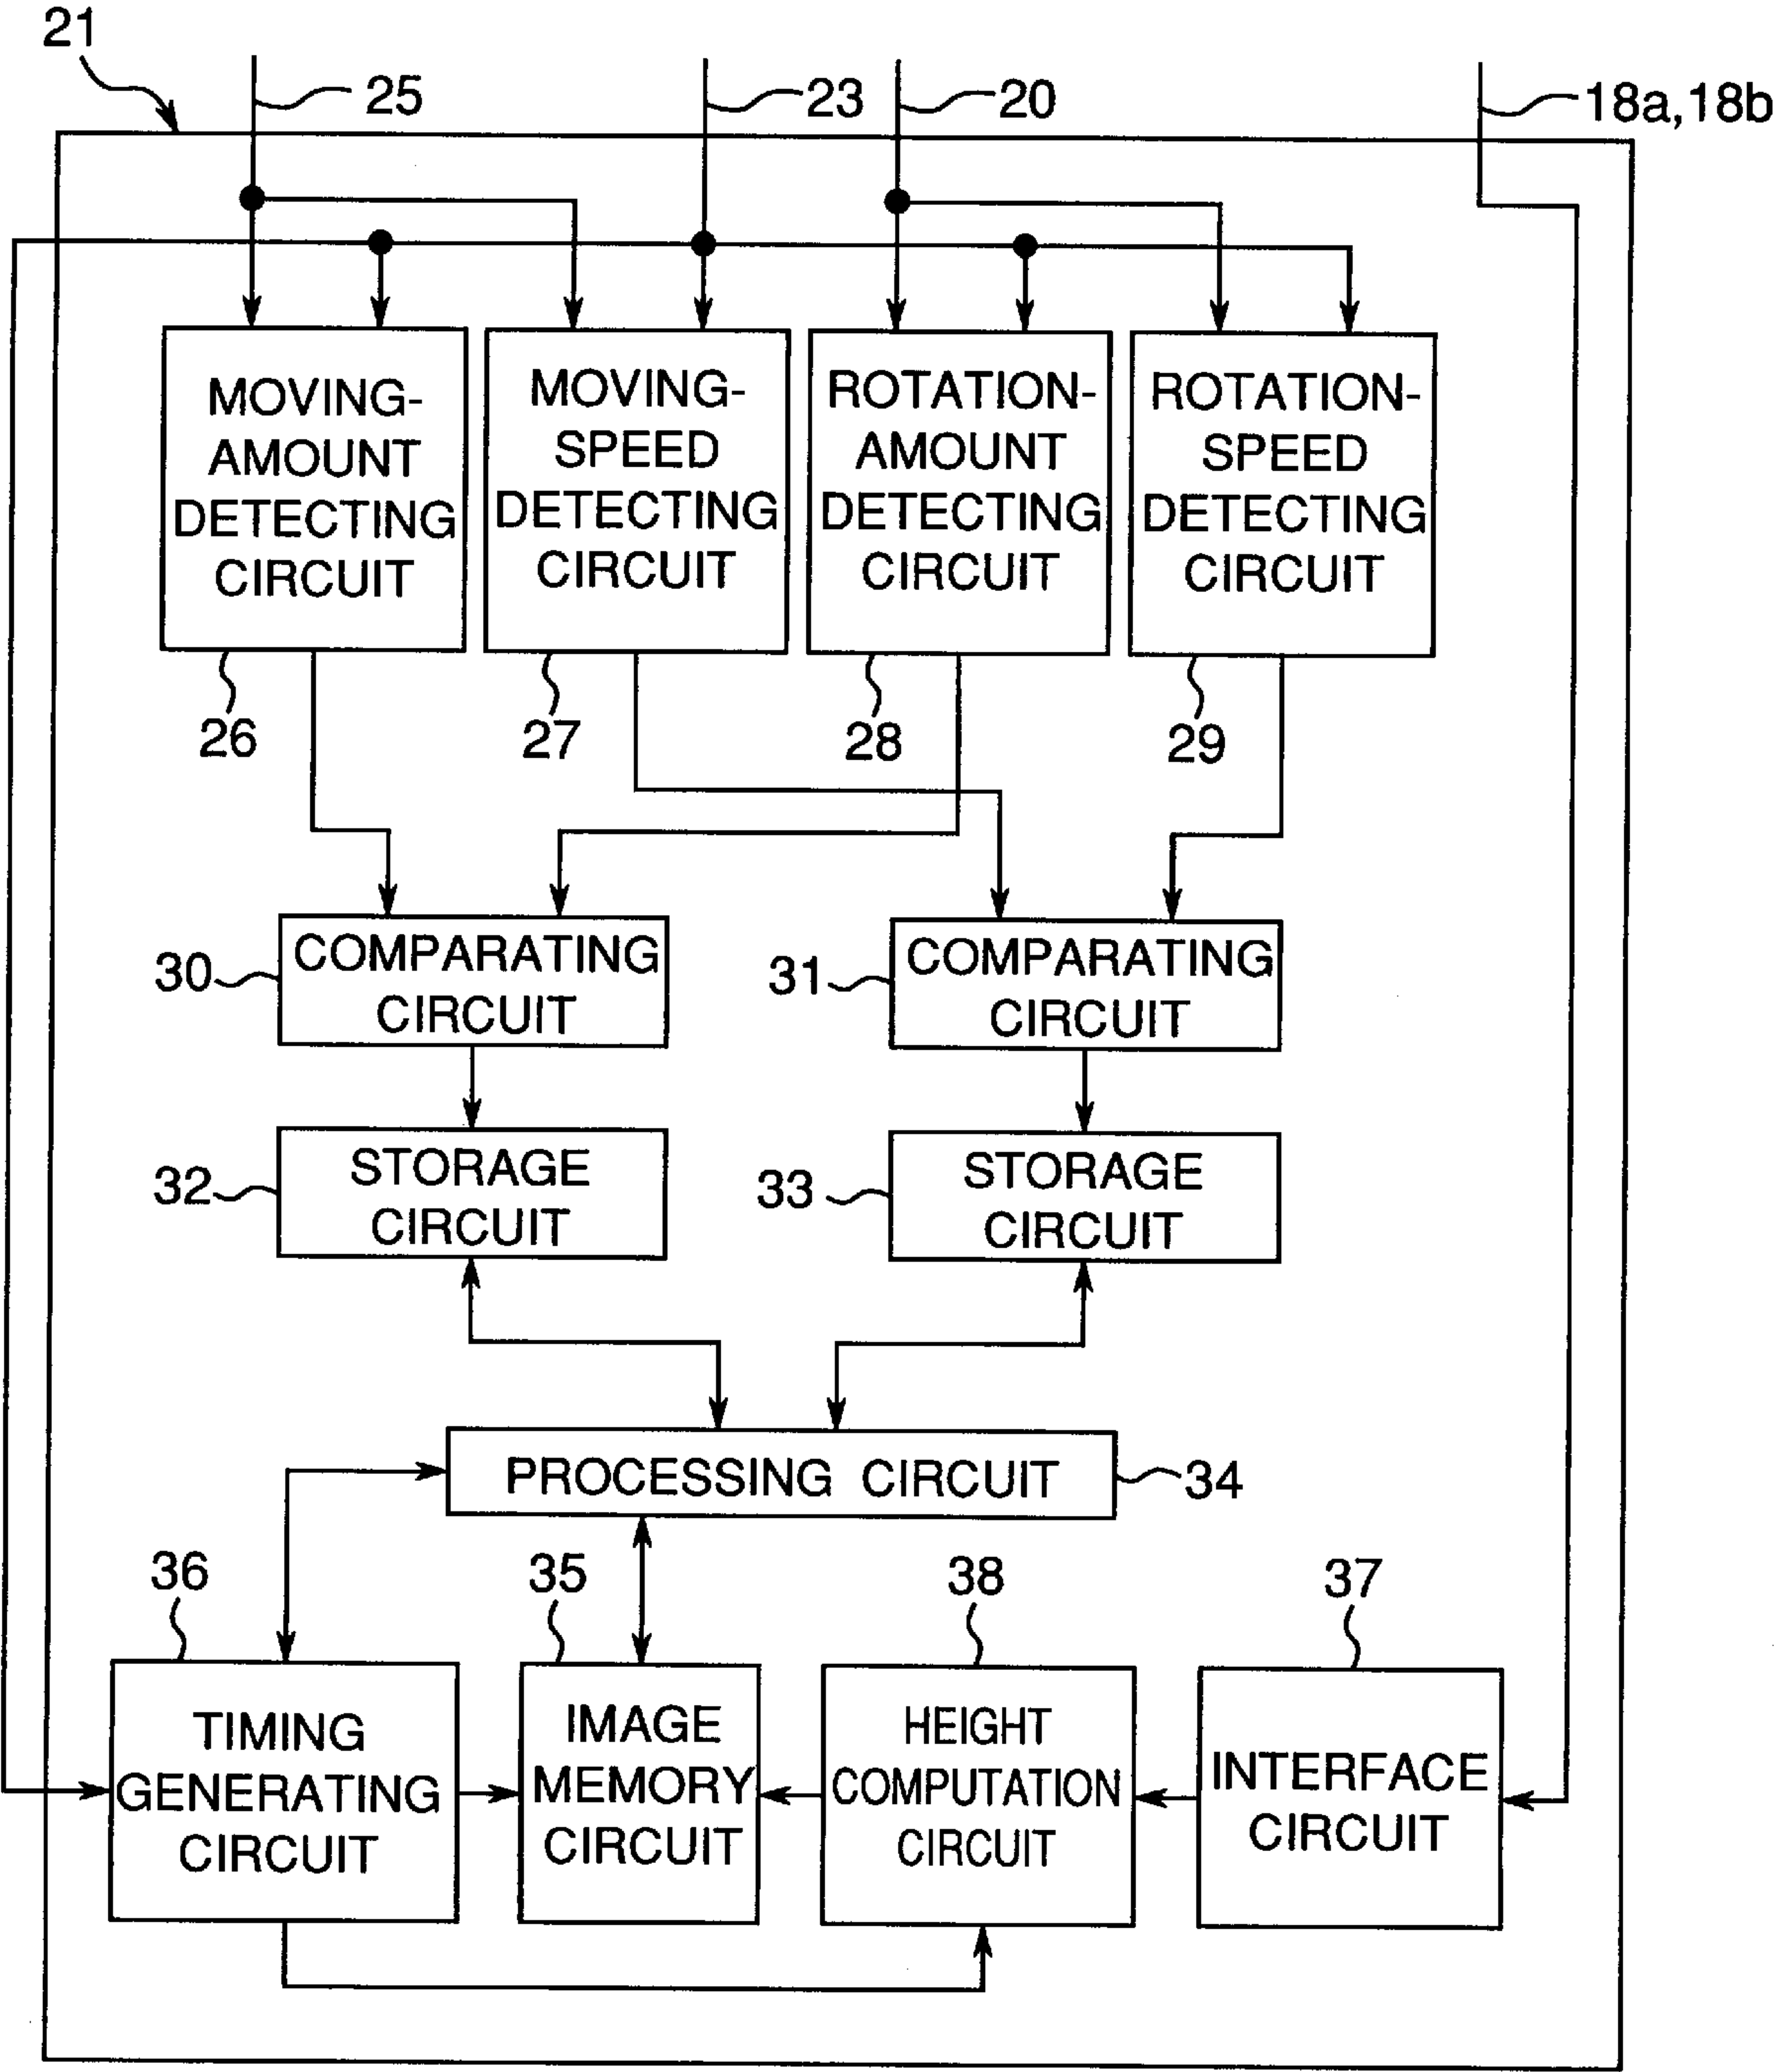 21
25
23
20
18a,18b
MOVING-
AMOUNT
DETECTING
CIRCUIT
MOVING-
SPEED
DETECTING
CIRCUIT
ROTATION-
AMOUNT
DETECTING
CIRCUIT
ROTATION-
SPEED
DETECTING
CIRCUIT
26
27
28
29
30
COMPARATING
CIRCUIT
31
COMPARATING
CIRCUIT
32
STORAGE
CIRCUIT
33
STORAGE
CIRCUIT
PROCESSING CIRCUIT
34
36
35
38
37
TIMING
GENERATING
CIRCUIT
IMAGE
MEMORY
CIRCUIT
HEIGHT
COMPUTATION
CIRCUIT
INTERFACE
CIRCUIT